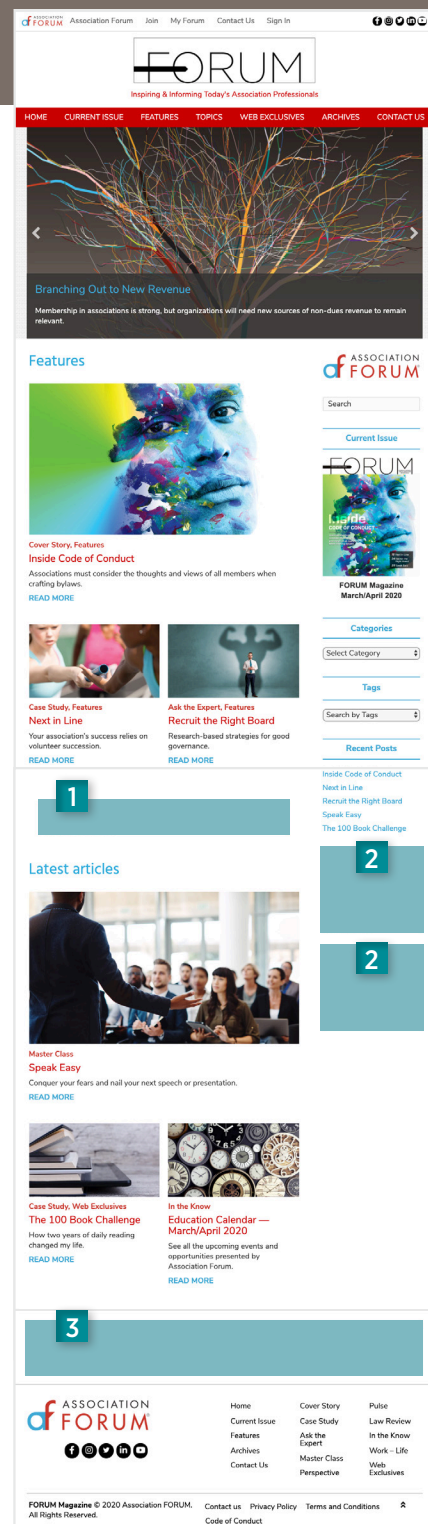 af ASSOCIATION FORUM Association Forum Join My Forum Contact Us Sign In
FORUM
Inspiring & Informing Today's Association Professionals
HOME CURRENT ISSUE FEATURES TOPICS WEB EXCLUSIVES ARCHIVES CONTACT US
Branching Out to New Revenue
Membership in associations is strong, but organizations will need new sources of non-dues revenue to remain
relevant.
Features
Cover Story, Features
Inside Code of Conduct
Associations must consider the thoughts and views of all members when
crafting bylaws.
READ MORE
Case Study, Features
Next in Line
Your association's success relies on
volunteer succession.
READ MORE
Ask the Expert, Features
Recruit the Right Board
Research-based strategies for good
governance.
READ MORE
af ASSOCIATION
FORUM
Search
Current Issue
FORUM
Inside
CODE OF CONDUCT
FORUM Magazine
March/April 2020
Categories
Select Category
Tags
Search by Tags
Recent Posts
Inside Code of Conduct
Next in Line
Recruit the Right Board
Speak Easy
The 100 Book Challenge
1
2
2
Latest articles
Master Class
Speak Easy
Conquer your fears and nail your next speech or presentation.
READ MORE
Case Study, Web Exclusives
The 100 Book Challenge
How two years of daily reading
changed my life.
READ MORE
In the Know
Education Calendar —
March/April 2020
See all the upcoming events and
opportunities presented by
Association Forum.
READ MORE
3
af ASSOCIATION
FORUM
Home
Current Issue
Features
Archives
Contact Us
Cover Story
Case Study
Ask the
Expert
Master Class
Perspective
Pulse
Law Review
In the Know
Work – Life
Web
Exclusives
FORUM Magazine © 2020 Association FORUM.
All Rights Reserved.
Contact us Privacy Policy Terms and Conditions
Code of Conduct